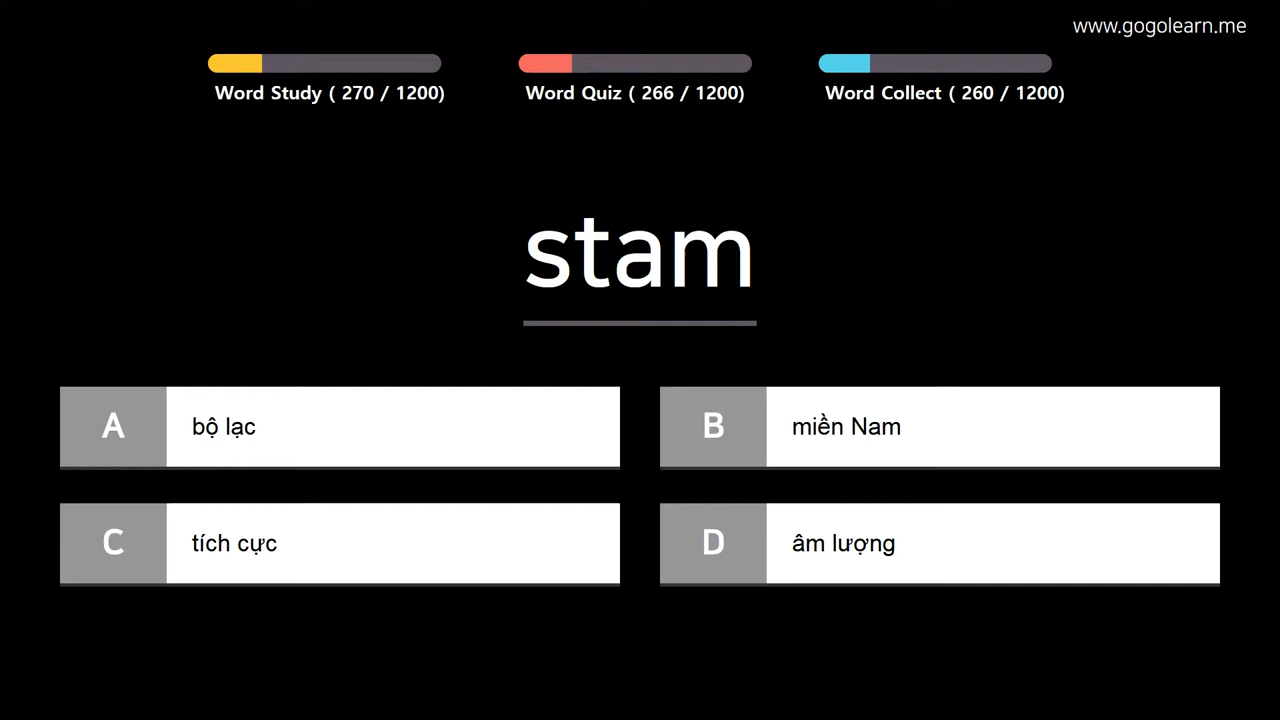 www.gogolearn.me
Word Study ( 270 / 1200)
Word Quiz ( 266 / 1200)
Word Collect ( 260 / 1200)
stam
A bộ lạc
B miền Nam
C tích cực
D âm lượng